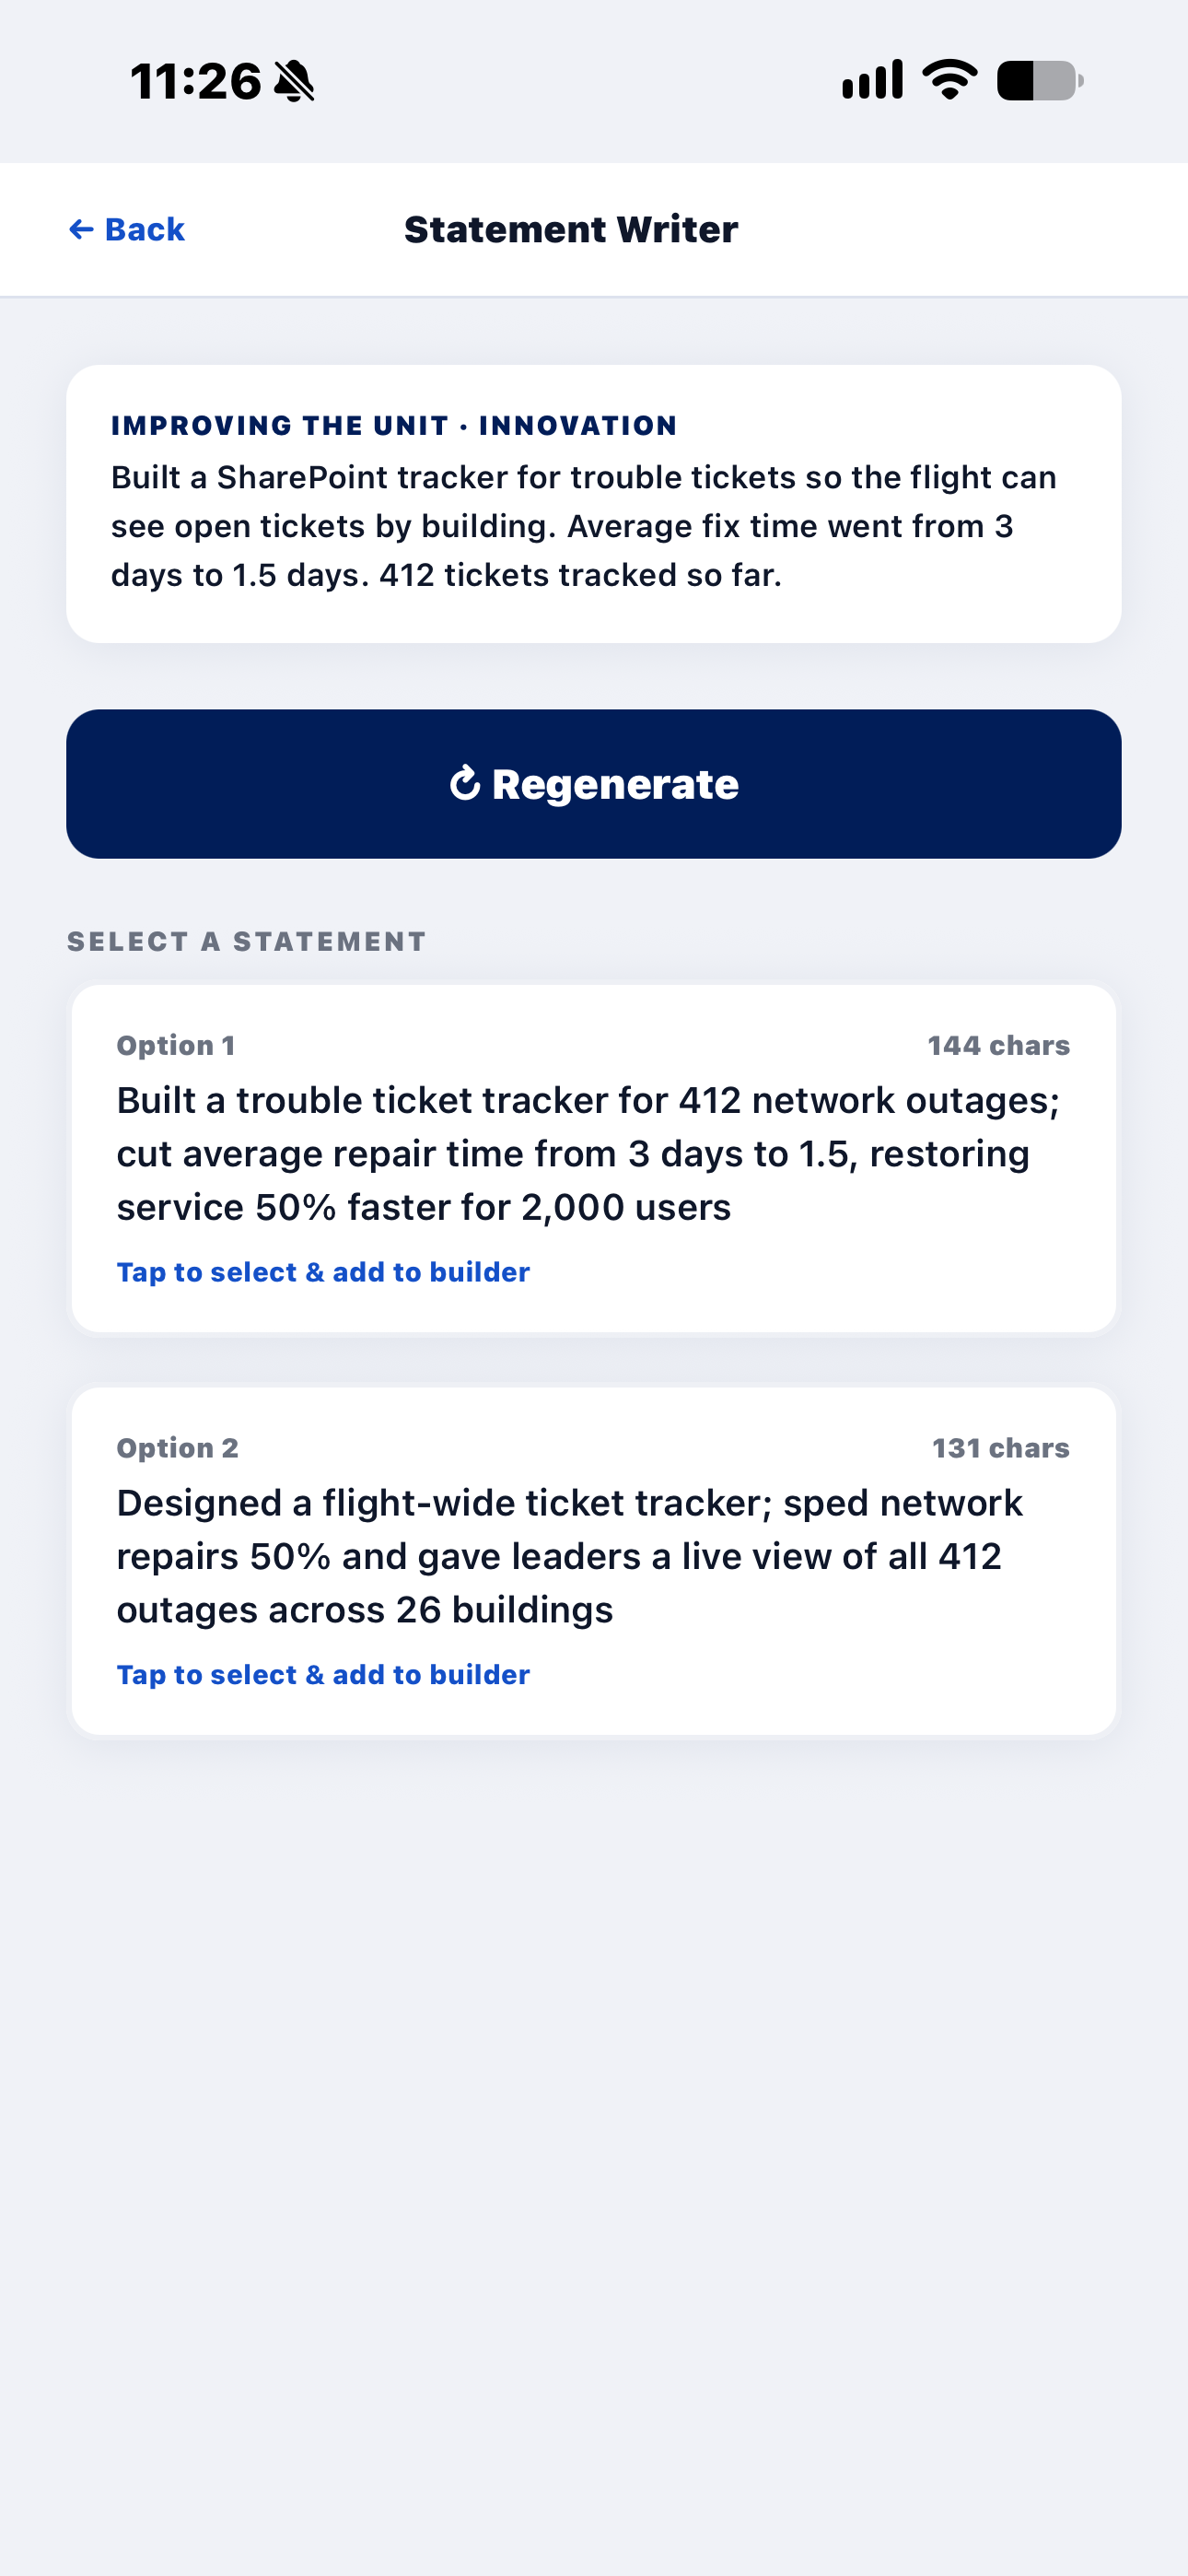 11:26
← Back
Statement Writer
IMPROVING THE UNIT · INNOVATION
Built a SharePoint tracker for trouble tickets so the flight can
see open tickets by building. Average fix time went from 3
days to 1.5 days. 412 tickets tracked so far.
↻ Regenerate
SELECT A STATEMENT
Option 1 144 chars
Built a trouble ticket tracker for 412 network outages;
cut average repair time from 3 days to 1.5, restoring
service 50% faster for 2,000 users
Tap to select & add to builder
Option 2 131 chars
Designed a flight-wide ticket tracker; sped network
repairs 50% and gave leaders a live view of all 412
outages across 26 buildings
Tap to select & add to builder